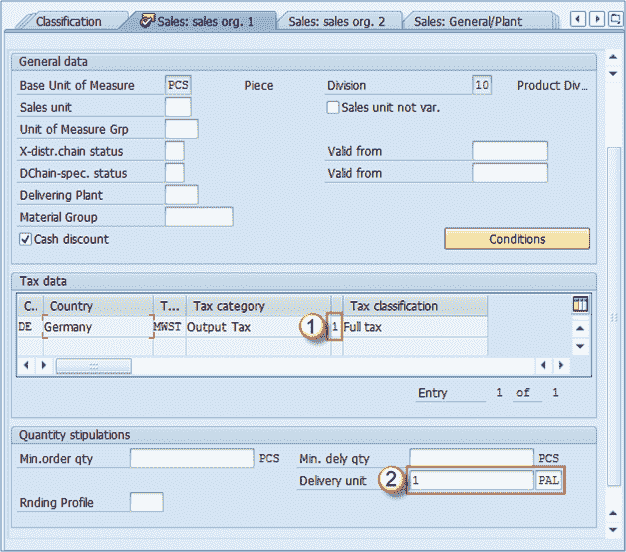 Classification Sales: sales org. 1 Sales: sales org. 2 Sales: General/Plant
General data
Base Unit of Measure PCS Piece Division 10 Product Div...
Sales unit Sales unit not var.
Unit of Measure Grp
X-distr.chain status Valid from
DChain-spec. status Valid from
Delivering Plant
Material Group
Cash discount Conditions
Tax data
C.. Country T... Tax category Tax classification
DE Germany MWST Output Tax 1 1 Full tax
Entry 1 of 1
Quantity stipulations
Min.order qty PCS Min. dely qty PCS
2 Delivery unit 1 PAL
Rnding Profile